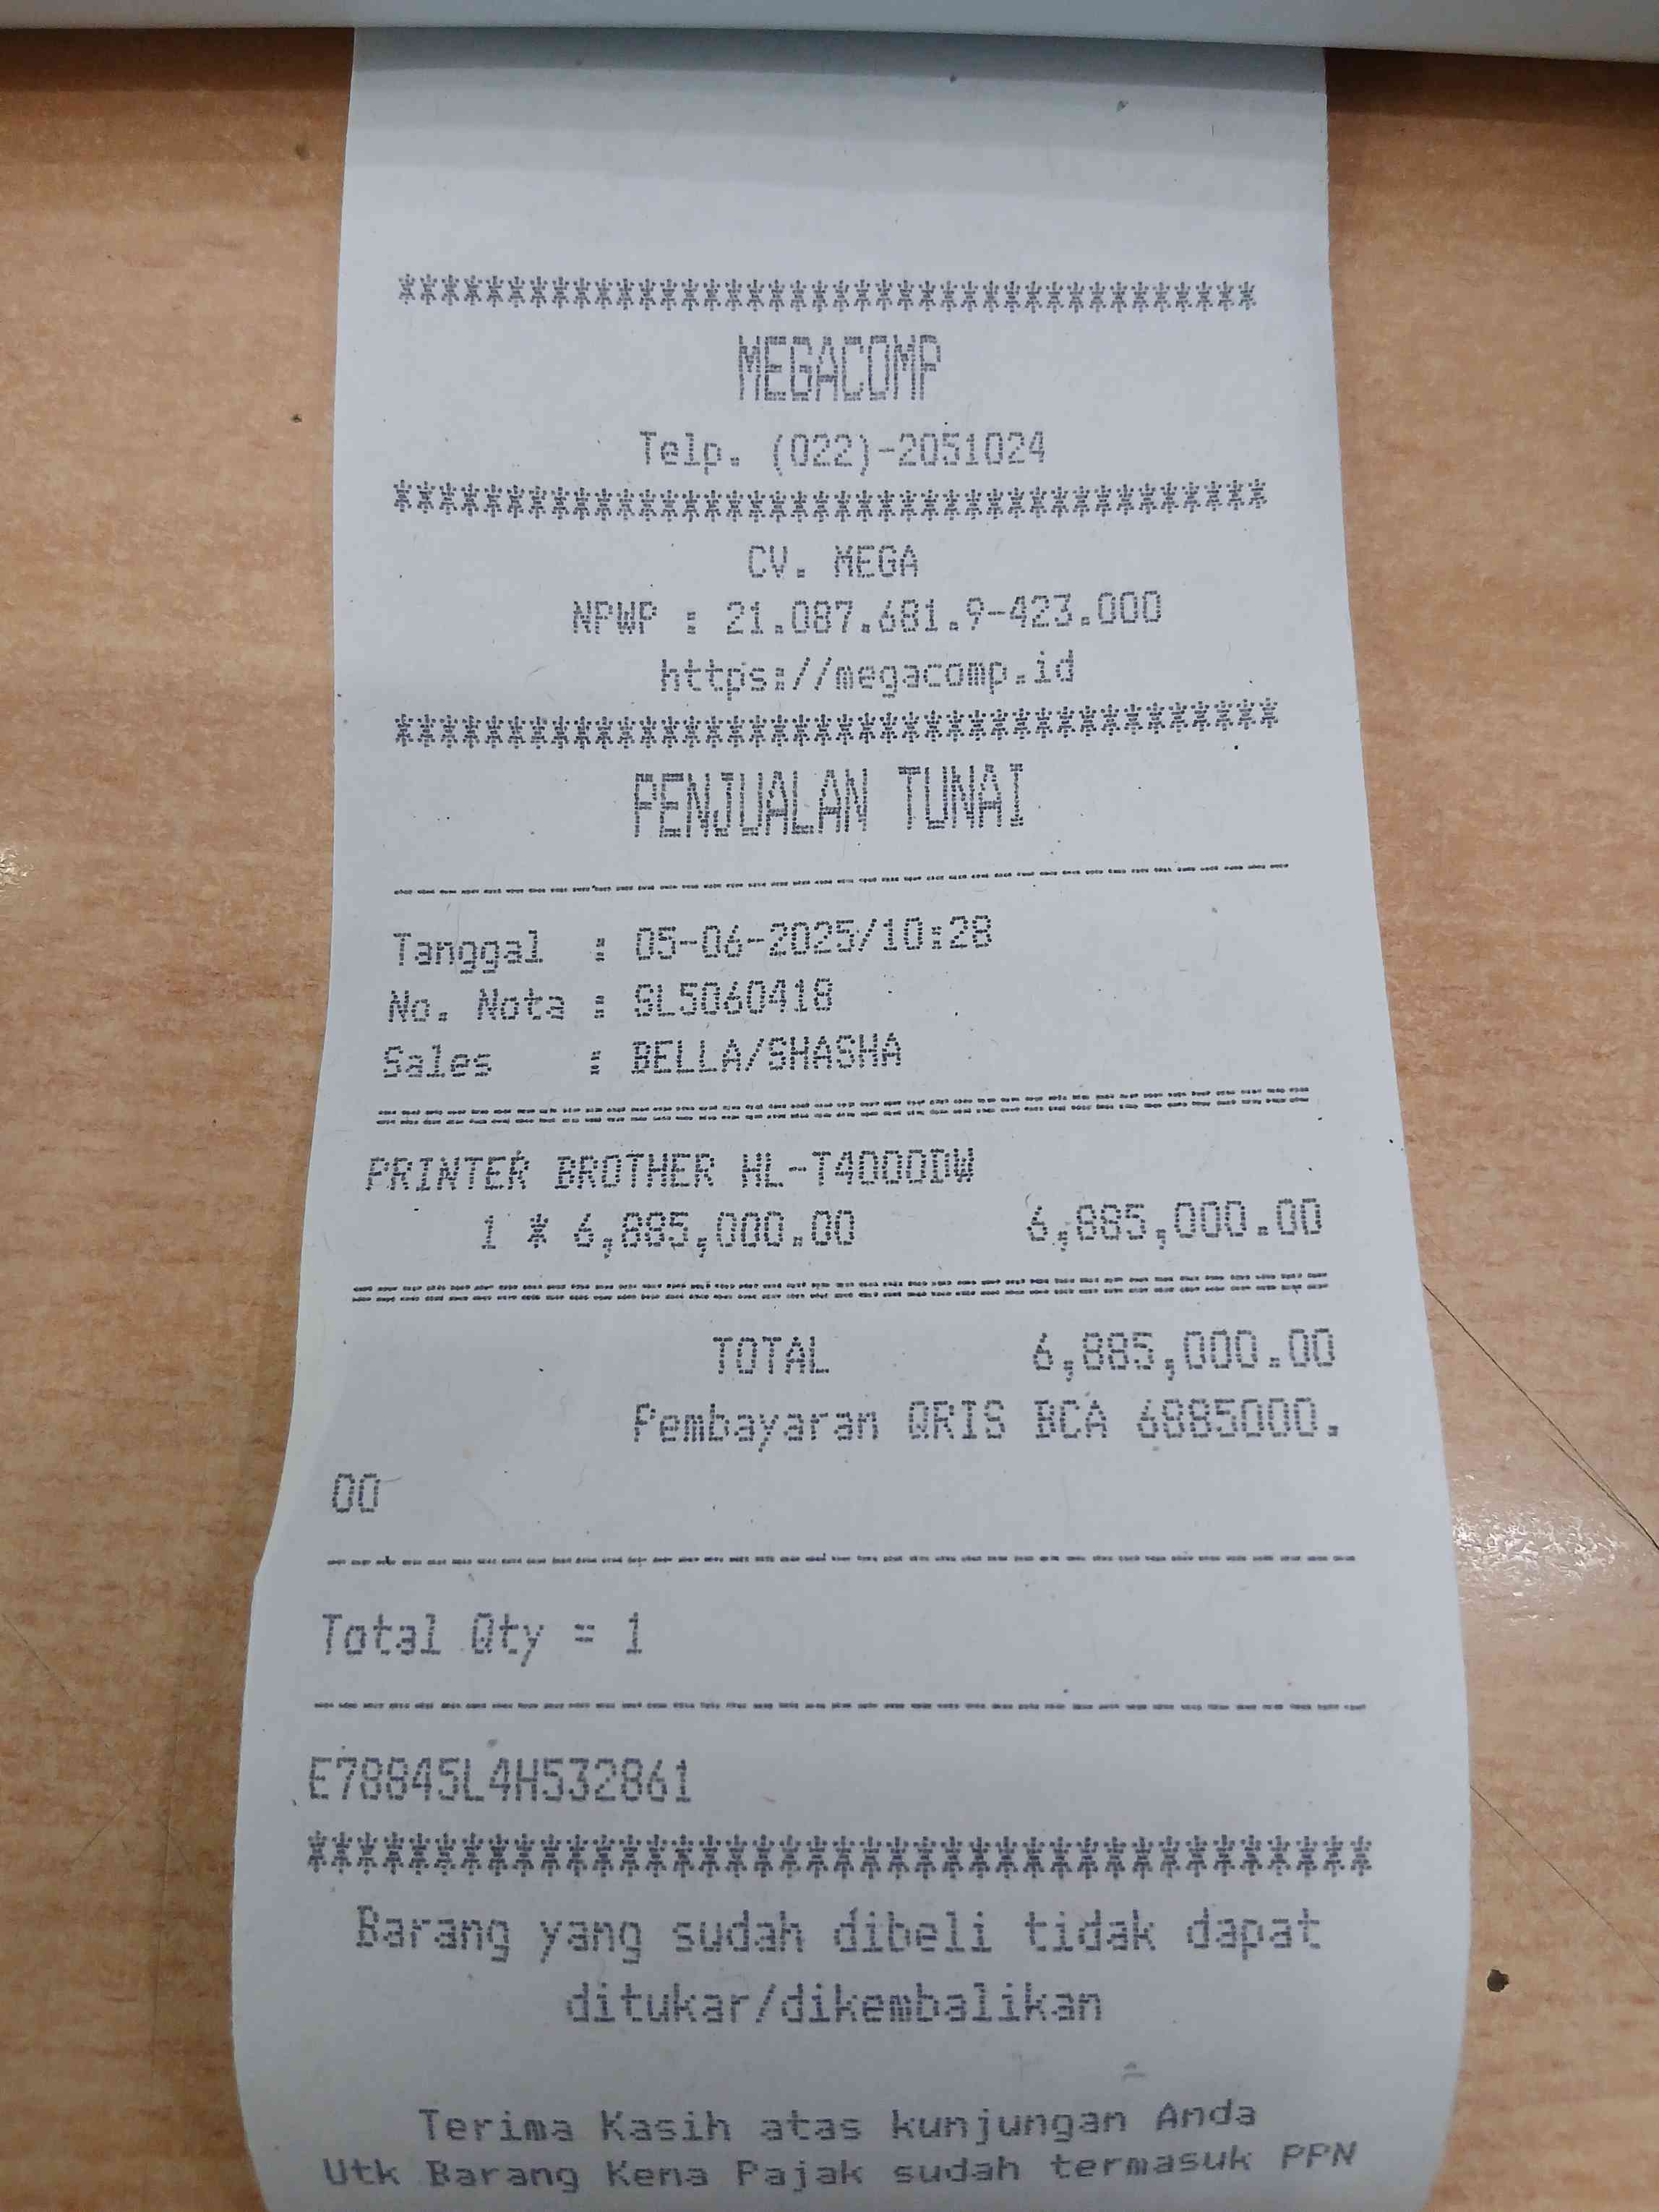 ****************************************
MEGACOMP
Telp. (022)-2051024
****************************************
CV. MEGA
NPWP : 21.087.681.9-423.000
https://megacomp.id
****************************************
PENJUALAN TUNAI
----------------------------------------
Tanggal : 05-06-2025/10:28
No. Nota : SL5060418
Sales : BELLA/SHASHA
========================================
PRINTER BROTHER HL-T4000DW
1 * 6,885,000.00 6,885,000.00
========================================
TOTAL 6,885,000.00
Pembayaran QRIS BCA 6885000.
00
----------------------------------------
Total Qty = 1
----------------------------------------
E78845L4H532861
****************************************
Barang yang sudah dibeli tidak dapat
ditukar/dikembalikan
Terima Kasih atas kunjungan Anda
Utk Barang Kena Pajak sudah termasuk PPN